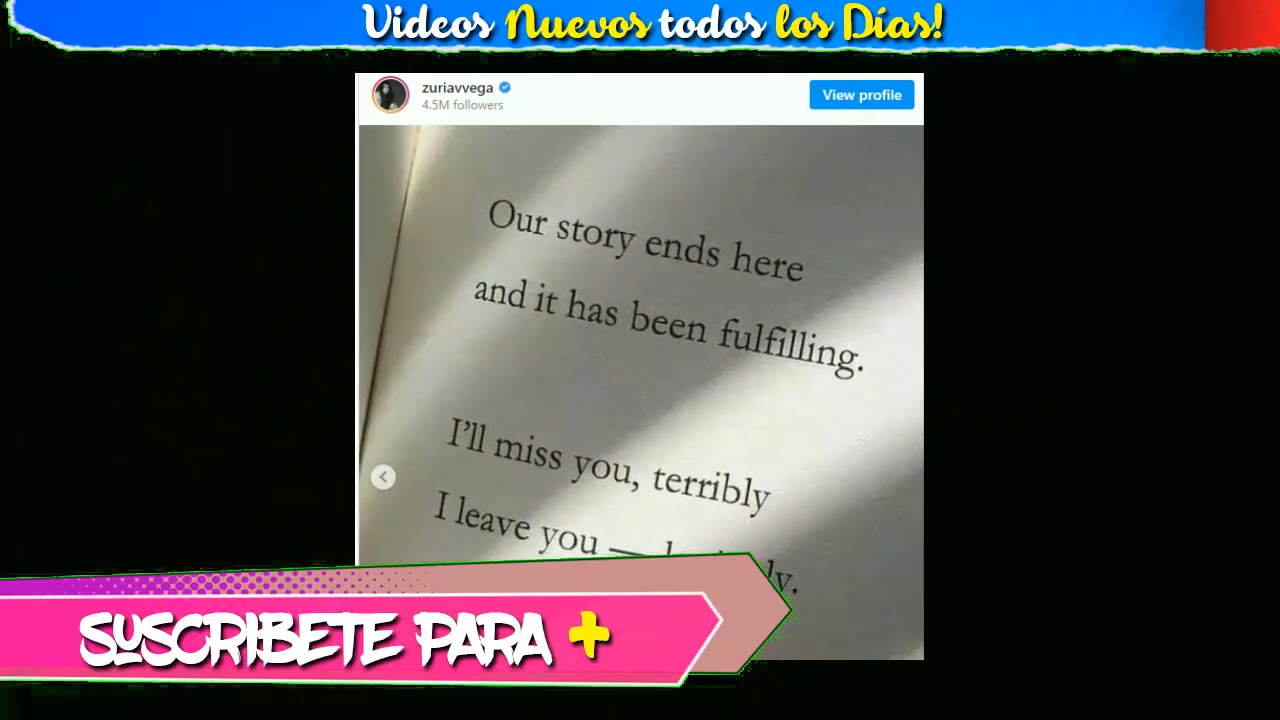 Videos Nuevos todos los Días!
zuriavvega
4.5M followers
View profile
Our story ends here
and it has been fulfilling.
I'll miss you, terribly
I leave you —
SUSCRIBETE PARA +